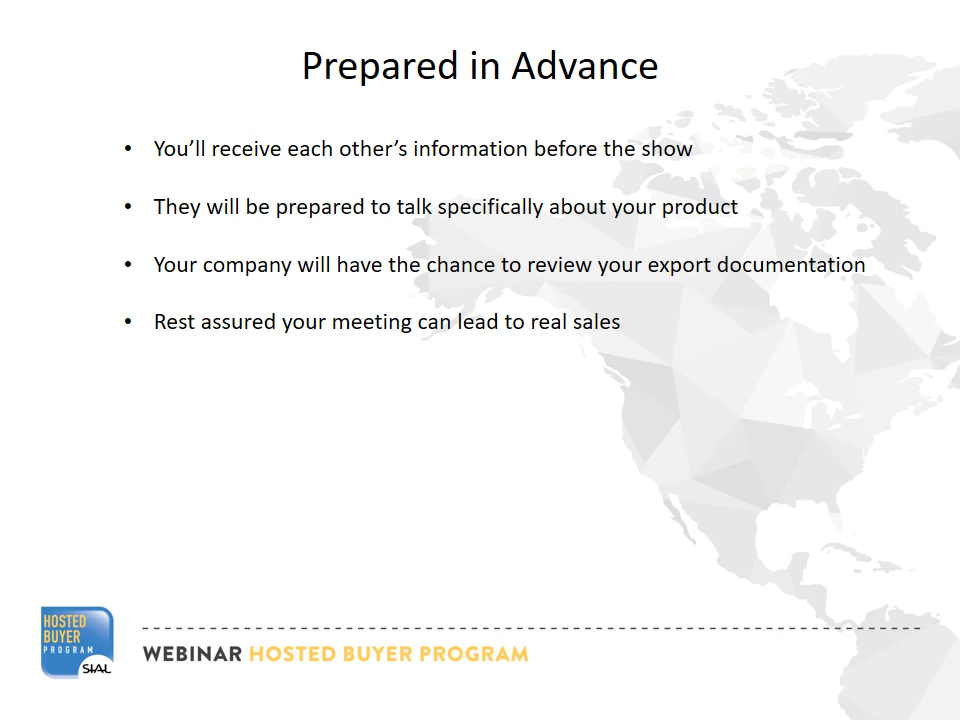 Prepared in Advance
• You’ll receive each other’s information before the show
• They will be prepared to talk specifically about your product
• Your company will have the chance to review your export documentation
• Rest assured your meeting can lead to real sales
HOSTED
BUYER
PROGRAM
SIAL
WEBINAR HOSTED BUYER PROGRAM